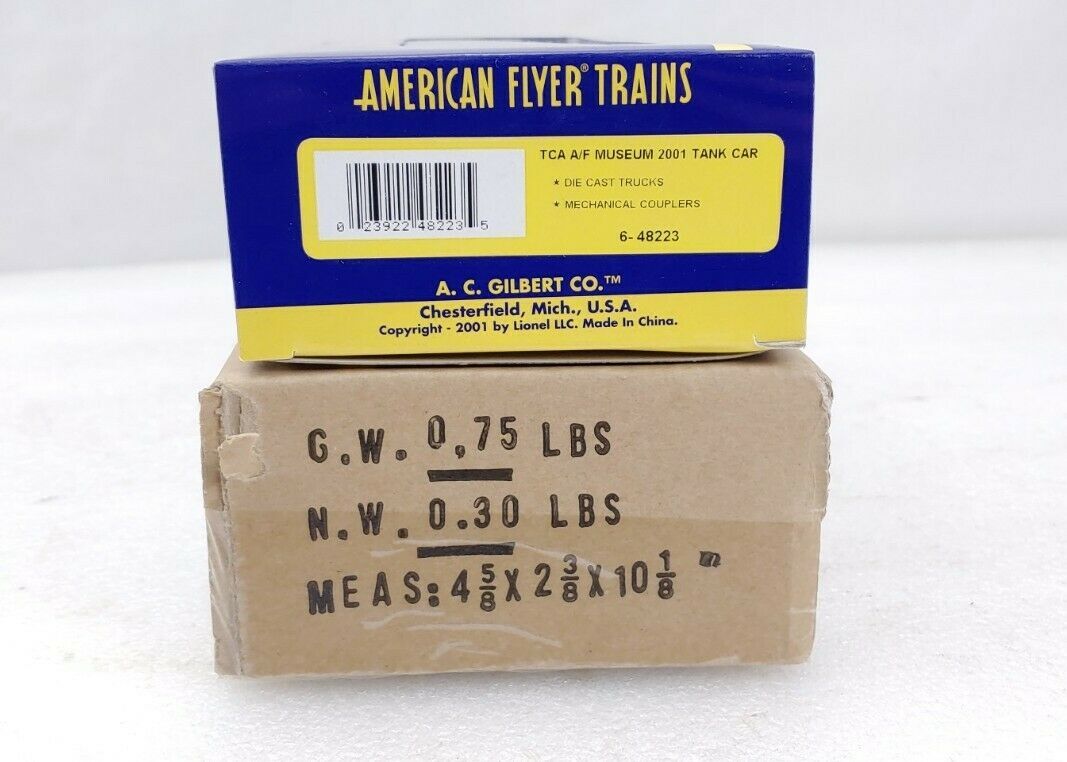 AMERICAN FLYER® TRAINS
TCA A/F MUSEUM 2001 TANK CAR
★ DIE CAST TRUCKS
★ MECHANICAL COUPLERS
0 23922 48223 5
6-48223
A. C. GILBERT CO.™
Chesterfield, Mich., U.S.A.
Copyright - 2001 by Lionel LLC. Made In China.
G.W. 0,75 LBS
N.W. 0.30 LBS
MEAS: 4 5/8 X 2 3/8 X 10 1/8 "